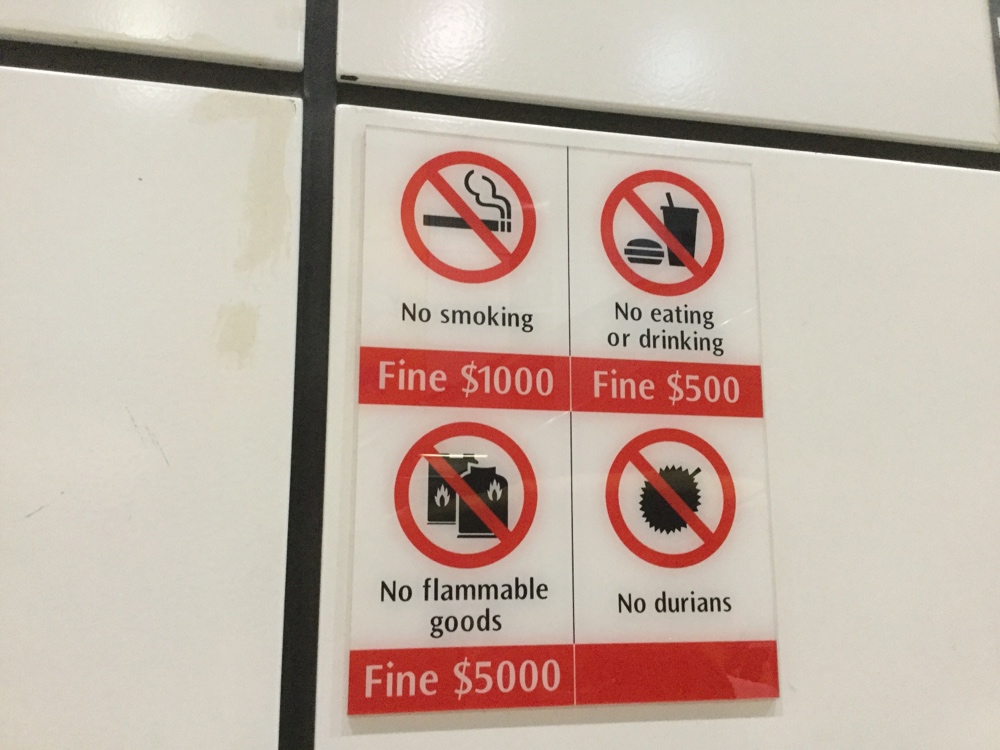 No smoking
No eating
or drinking
Fine $1000
Fine $500
No flammable
goods
No durians
Fine $5000